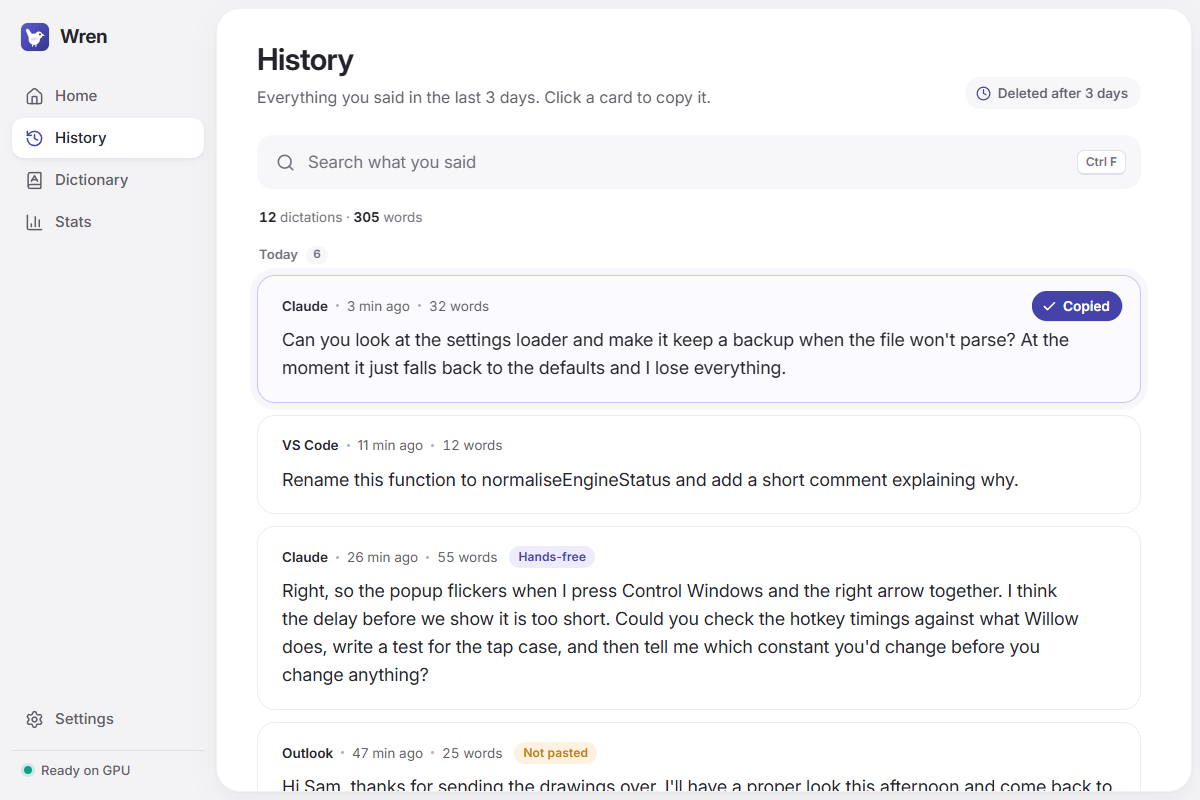 Wren
Home
History
Dictionary
Stats
Settings
Ready on GPU
History
Everything you said in the last 3 days. Click a card to copy it.
Deleted after 3 days
Search what you said
Ctrl F
12 dictations · 305 words
Today 6
Claude · 3 min ago · 32 words
Copied
Can you look at the settings loader and make it keep a backup when the file won't parse? At the
moment it just falls back to the defaults and I lose everything.
VS Code · 11 min ago · 12 words
Rename this function to normaliseEngineStatus and add a short comment explaining why.
Claude · 26 min ago · 55 words Hands-free
Right, so the popup flickers when I press Control Windows and the right arrow together. I think
the delay before we show it is too short. Could you check the hotkey timings against what Willow
does, write a test for the tap case, and then tell me which constant you'd change before you
change anything?
Outlook · 47 min ago · 25 words Not pasted
Hi Sam, thanks for sending the drawings over. I'll have a proper look this afternoon and come back to